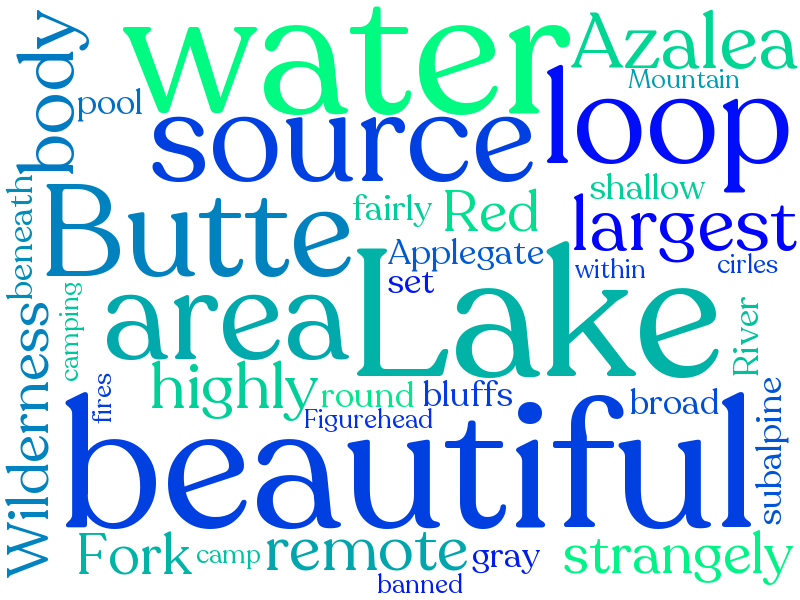 water
Azalea
Mountain
body
pool
source
loop
beneath
Butte
fairly
Red
shallow
largest
Applegate
within
cirles
set
camping
area
Lake
River
Wilderness
fires
highly
round
bluffs
broad
Figurehead
beautiful
subalpine
Fork
camp
remote
gray
strangely
banned